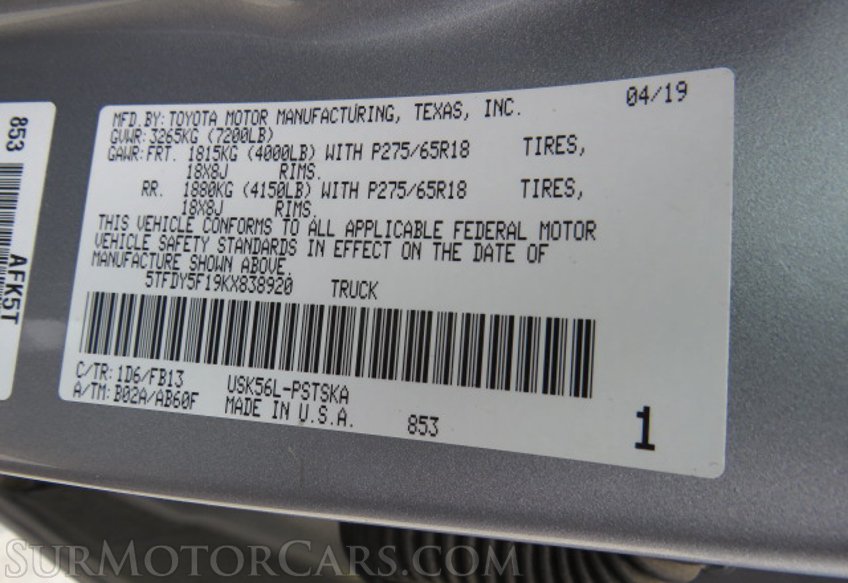 MFD.BY: TOYOTA MOTOR MANUFACTURING, TEXAS, INC. 04/19
GVWR: 3265KG (7200LB)
GAWR: FRT. 1815KG (4000LB) WITH P275/65R18 TIRES,
18X8J RIMS.
RR. 1880KG (4150LB) WITH P275/65R18 TIRES,
18X8J RIMS.
THIS VEHICLE CONFORMS TO ALL APPLICABLE FEDERAL MOTOR
VEHICLE SAFETY STANDARDS IN EFFECT ON THE DATE OF
MANUFACTURE SHOWN ABOVE.
5TFDY5F19KX838920 TRUCK
C/TR: 1D6/FB13 USK56L-PSTSKA
A/TM: B02A/AB60F MADE IN U.S.A. 853
1
853
AFK5T
SurMotorCars.com